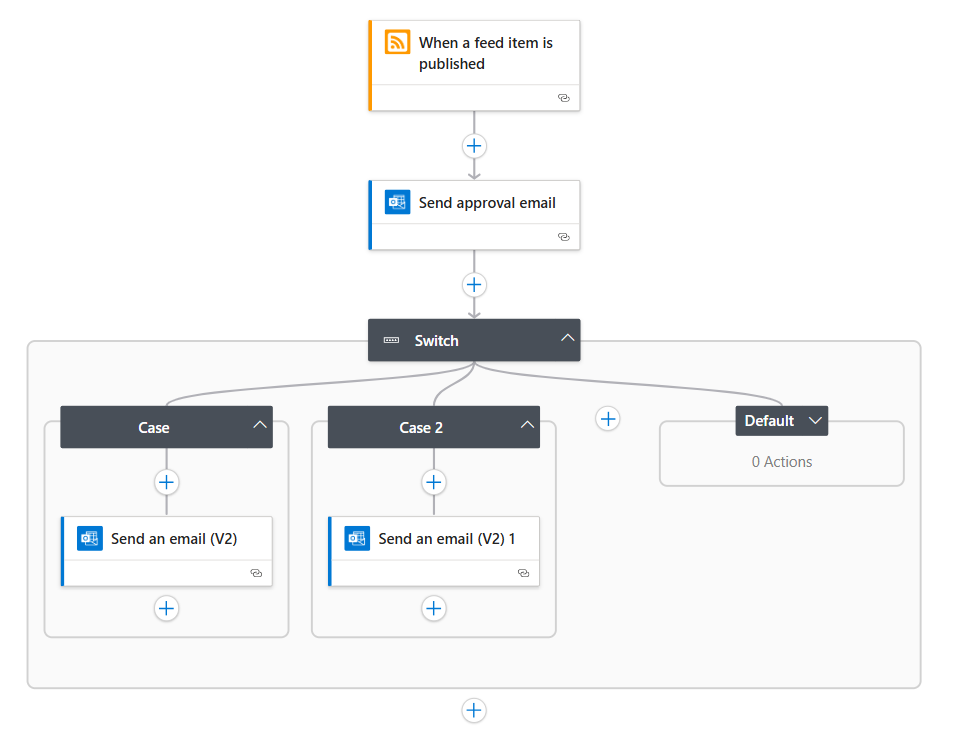 When a feed item is
published
Send approval email
Switch
Case
Case 2
Default
0 Actions
Send an email (V2)
Send an email (V2) 1